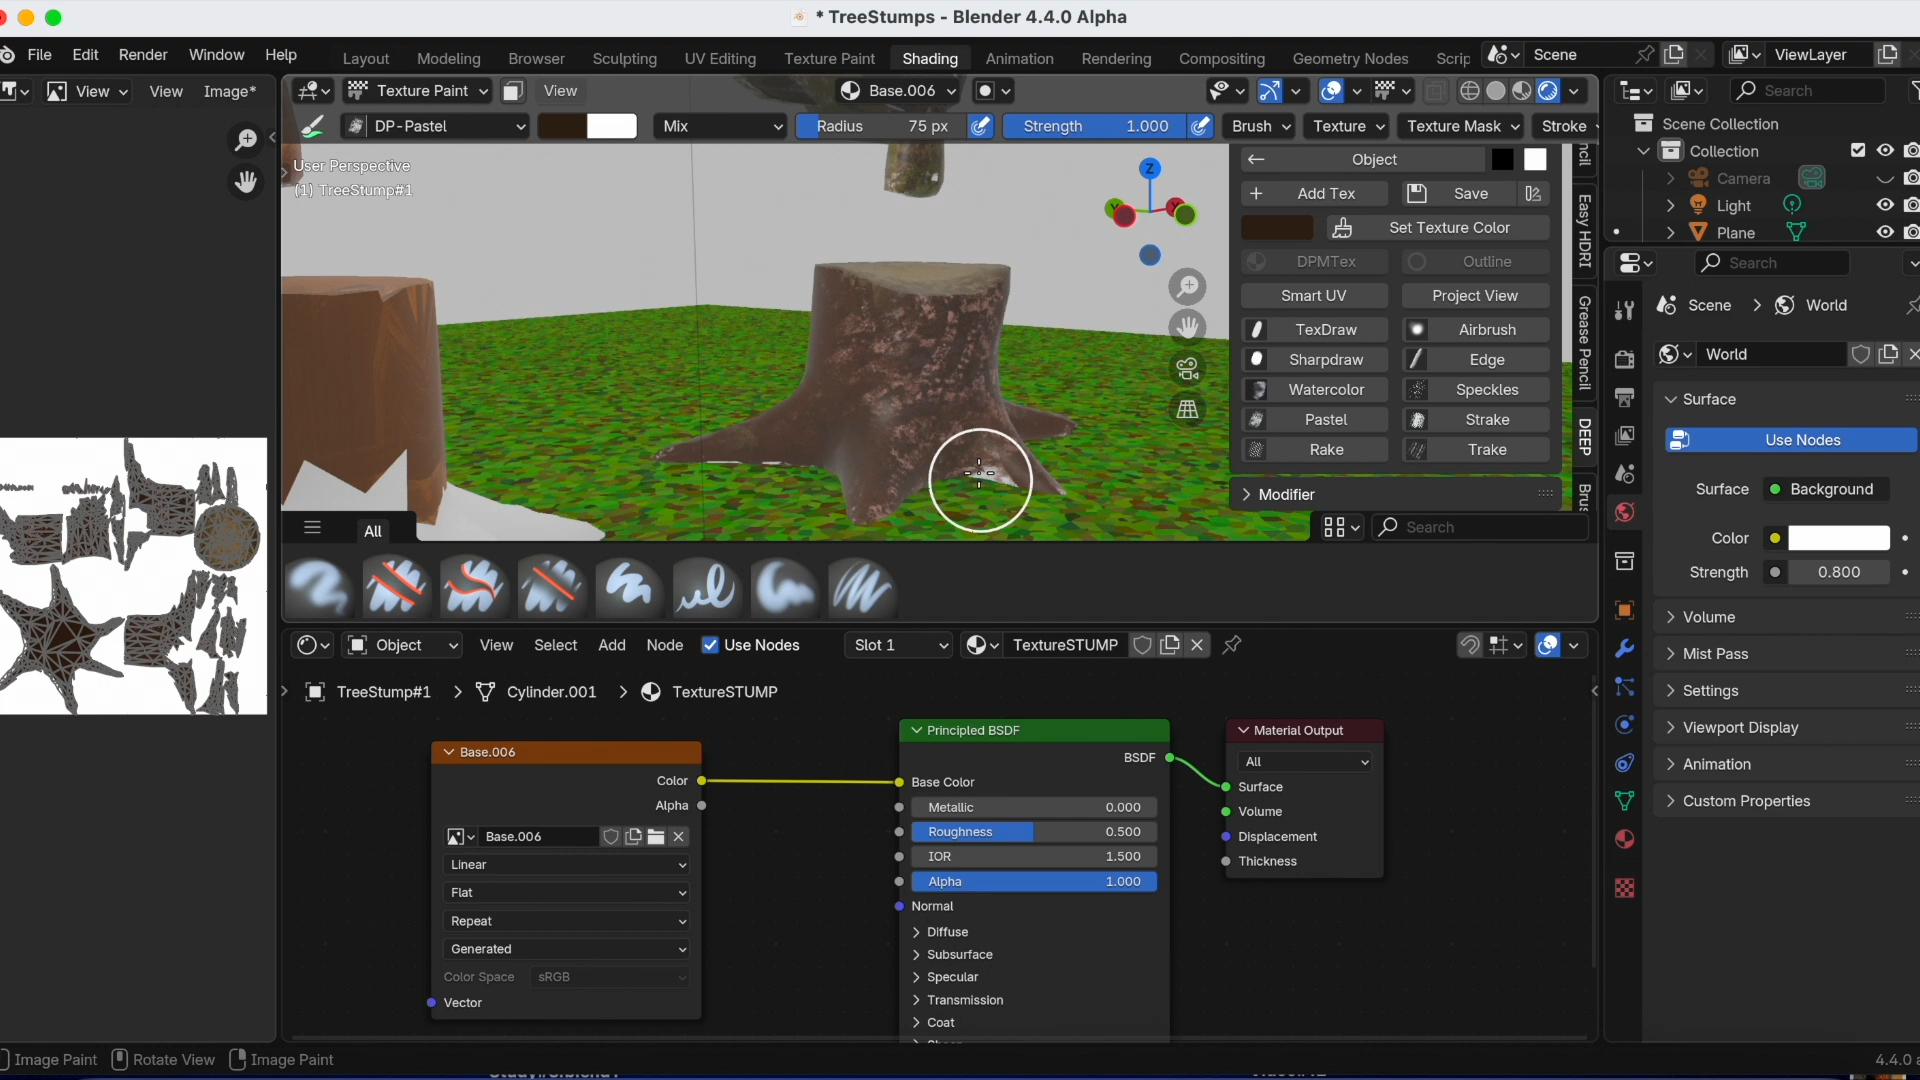 * TreeStumps - Blender 4.4.0 Alpha
File Edit Render Window Help Layout Modeling Browser Sculpting UV Editing Texture Paint Shading Animation Rendering Compositing Geometry Nodes Scrip Scene ViewLayer
View View Image* Texture Paint View Base.006 Search
DP-Pastel Mix Radius 75 px Strength 1.000 Brush Texture Texture Mask Stroke
Scene Collection
User Perspective
(1) TreeStump#1
Z
Y
Object
Collection
Add Tex Save
Camera
Set Texture Color
Light
Plane
DPMTex Outline
Search
Smart UV Project View
Scene World
TexDraw Airbrush
World
Sharpdraw Edge
Watercolor Speckles
Surface
Pastel Strake
Use Nodes
Rake Trake
Modifier
ncil
Easy HDRI
Grease Pencil
DEEP
Brus
Surface Background
Color
Strength 0.800
Volume
Mist Pass
Settings
Viewport Display
Animation
Custom Properties
All
Search
Object View Select Add Node Use Nodes Slot 1 TextureSTUMP
TreeStump#1 Cylinder.001 TextureSTUMP
Base.006
Color
Alpha
Base.006
Linear
Flat
Repeat
Generated
Color Space sRGB
Vector
Principled BSDF
BSDF
Base Color
Metallic 0.000
Roughness 0.500
IOR 1.500
Alpha 1.000
Normal
Diffuse
Subsurface
Specular
Transmission
Coat
Material Output
All
Surface
Volume
Displacement
Thickness
Image Paint Rotate View Image Paint
4.4.0 a